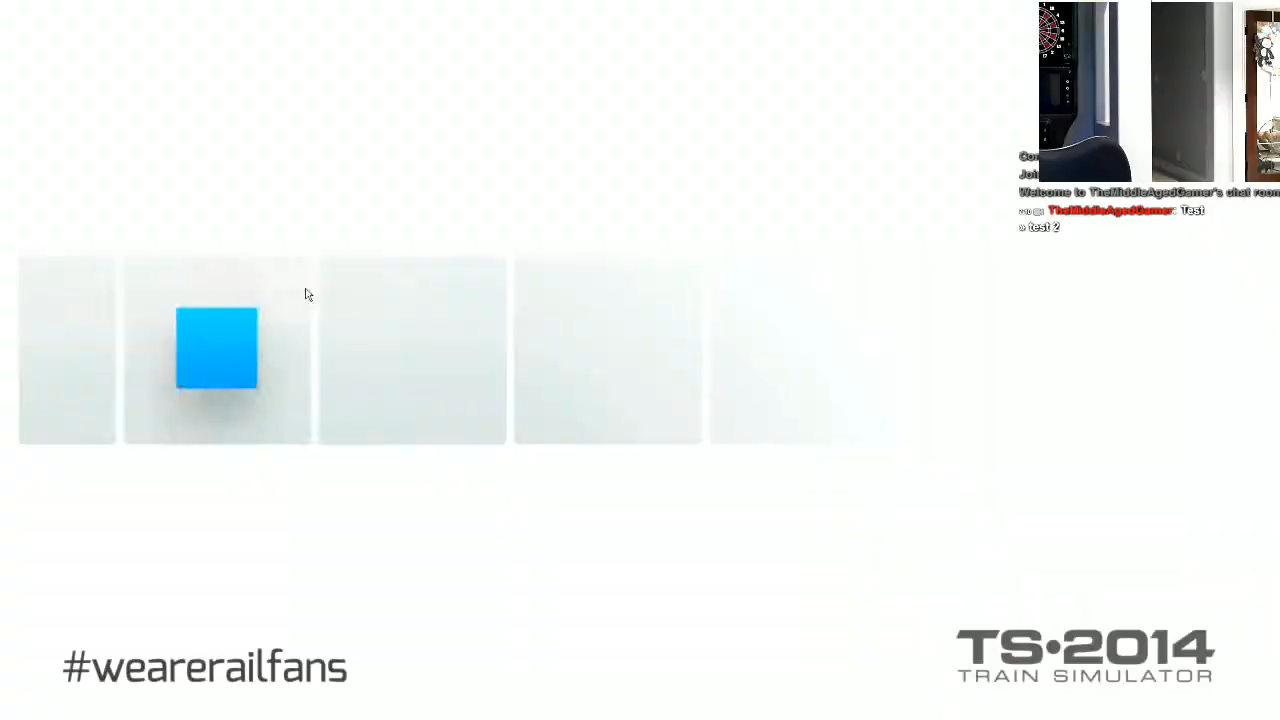 Welcome to TheMiddleAgedGamer's chat room
TheMiddleAgedGamer: Test
» test 2
#wearerailfans
TS·2014
TRAIN SIMULATOR